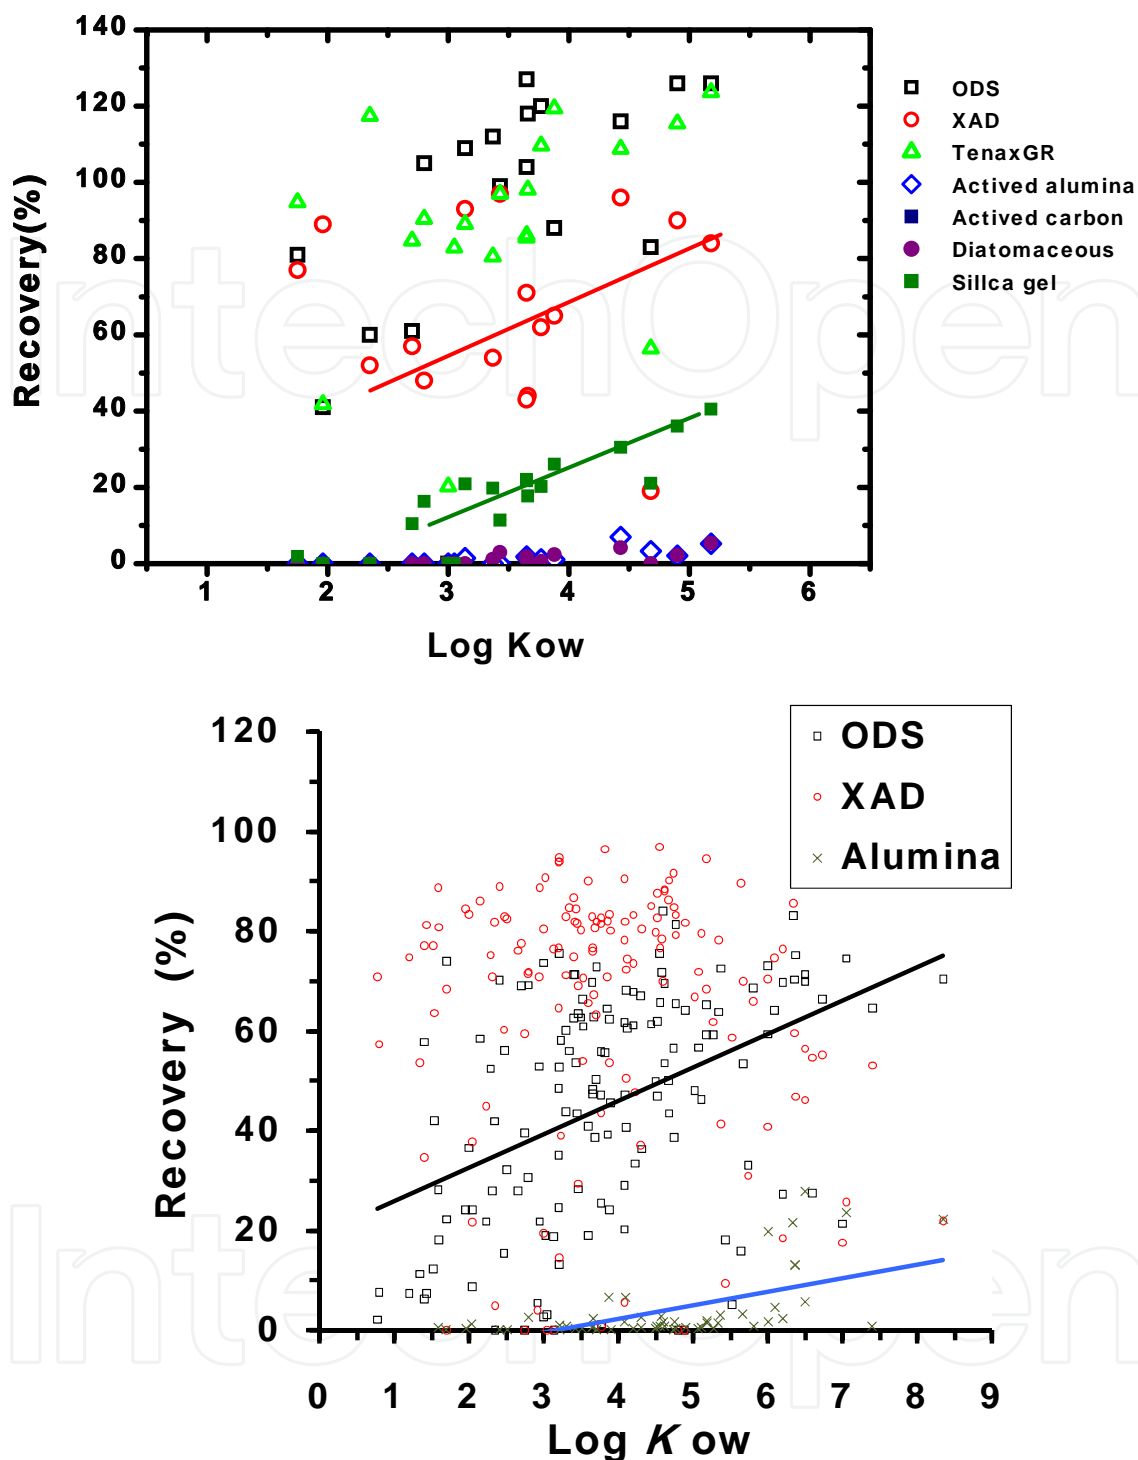 140
120
100
80
60
40
20
0
Recovery(%)
1 2 3 4 5 6
Log Kow
ODS
XAD
TenaxGR
Actived alumina
Actived carbon
Diatomaceous
Sillca gel
IntechOpen
120
100
80
60
40
20
0
Recovery (%)
0 1 2 3 4 5 6 7 8 9
Log K ow
ODS
XAD
Alumina
IntechOpen